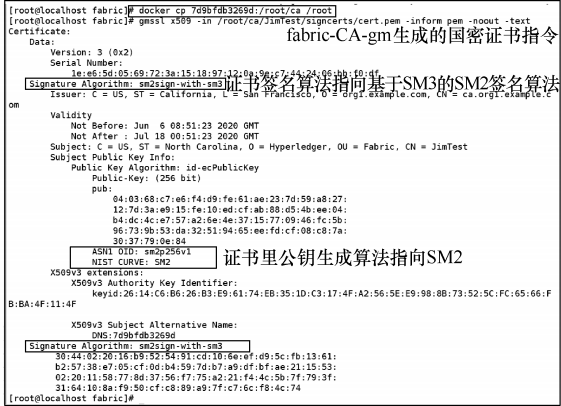 [root@localhost fabric]# docker cp 7d9bfdb3269d:/root/ca /root
[root@localhost fabric]# gmssl x509 -in /root/ca/JimTest/signcerts/cert.pem -inform pem -noout -text
Certificate:
fabric-CA-gm生成的国密证书指令
Data:
Version: 3 (0x2)
Serial Number:
1e:e6:5d:05:69:72:3a:15:18:97:12:0a:9e:c7:44:24:06:bb:f0:df
Signature Algorithm: sm2sign-with-sm3
证书签名算法指向基于SM3的SM2签名算法
Issuer: C = US, ST = California, L = San Francisco, O = org1.example.com, CN = ca.org1.example.c
om
Validity
Not Before: Jun  6 08:51:23 2020 GMT
Not After : Jul 18 00:51:23 2021 GMT
Subject: C = US, ST = North Carolina, O = Hyperledger, OU = Fabric, CN = JimTest
Subject Public Key Info:
Public Key Algorithm: id-ecPublicKey
Public-Key: (256 bit)
pub:
04:03:68:c7:e6:f4:d9:fe:61:ae:23:7d:59:a8:27:
12:7d:3a:e9:15:fe:10:ed:cf:ab:88:d5:4b:ee:04:
b4:dc:4c:e7:57:a2:6e:4e:37:15:77:09:46:fc:5b:
96:73:9b:53:da:32:51:94:65:ee:fd:cf:08:c8:7a:
30:37:79:0e:84
ASN1 OID: sm2p256v1
NIST CURVE: SM2
证书里公钥生成算法指向SM2
X509v3 extensions:
X509v3 Authority Key Identifier:
keyid:26:14:C6:B6:26:B3:E9:61:74:EB:35:1D:C3:17:4F:A2:56:5E:E9:98:8B:73:52:5C:FC:65:66:F
B:BA:4F:11:4F
X509v3 Subject Alternative Name:
DNS:7d9bfdb3269d
Signature Algorithm: sm2sign-with-sm3
30:44:02:20:16:b9:52:54:91:cd:10:6e:ef:d9:5c:fb:13:61:
b2:57:38:e7:05:cf:0d:b4:59:7d:b7:a9:df:bf:ae:21:15:53:
02:20:11:58:77:8d:37:56:f7:75:a2:21:f4:4c:5b:7f:79:3f:
31:64:10:8a:f9:50:cf:c8:89:a9:7f:c7:6c:f8:4c:74
[root@localhost fabric]#